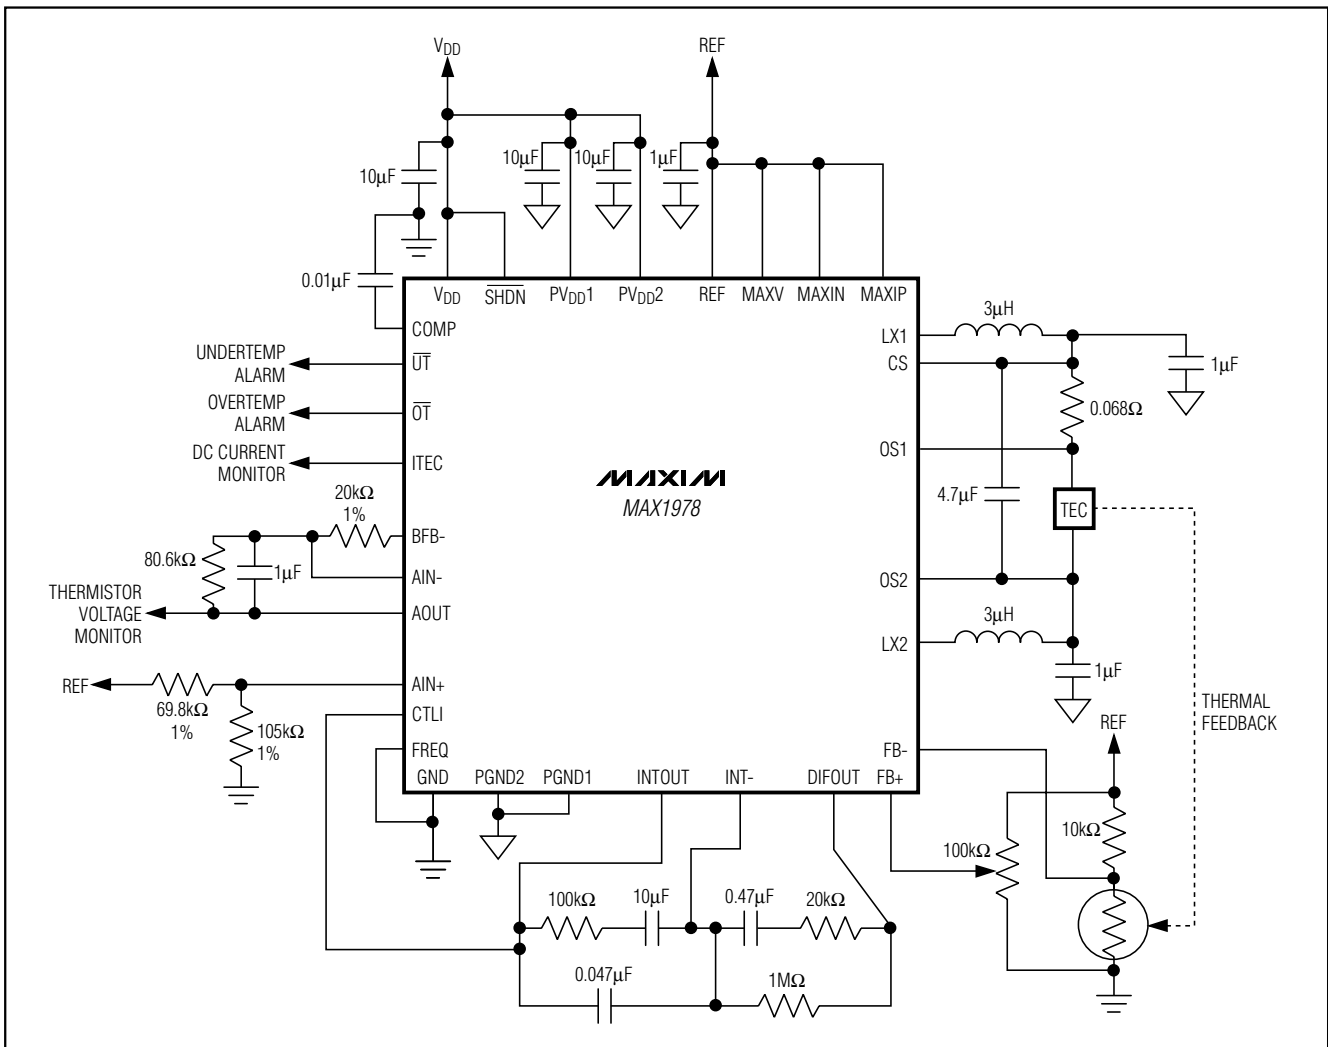 VDD
REF
10µF
10µF
10µF
1µF
0.01µF
VDD
SHDN
PVDD1
PVDD2
REF
MAXV
MAXIN
MAXIP
COMP
UNDERTEMP
ALARM
UT
OVERTEMP
ALARM
OT
DC CURRENT
MONITOR
ITEC
20kΩ
1%
BFB-
80.6kΩ
1µF
AIN-
THERMISTOR
VOLTAGE
MONITOR
AOUT
REF
69.8kΩ
1%
AIN+
105kΩ
1%
CTLI
FREQ
GND
PGND2
PGND1
INTOUT
INT-
DIFOUT
FB+
FB-
MAXIM
MAX1978
LX1
3µH
1µF
CS
0.068Ω
OS1
4.7µF
TEC
OS2
3µH
LX2
1µF
THERMAL
FEEDBACK
REF
10kΩ
100kΩ
100kΩ
10µF
0.47µF
20kΩ
0.047µF
1MΩ